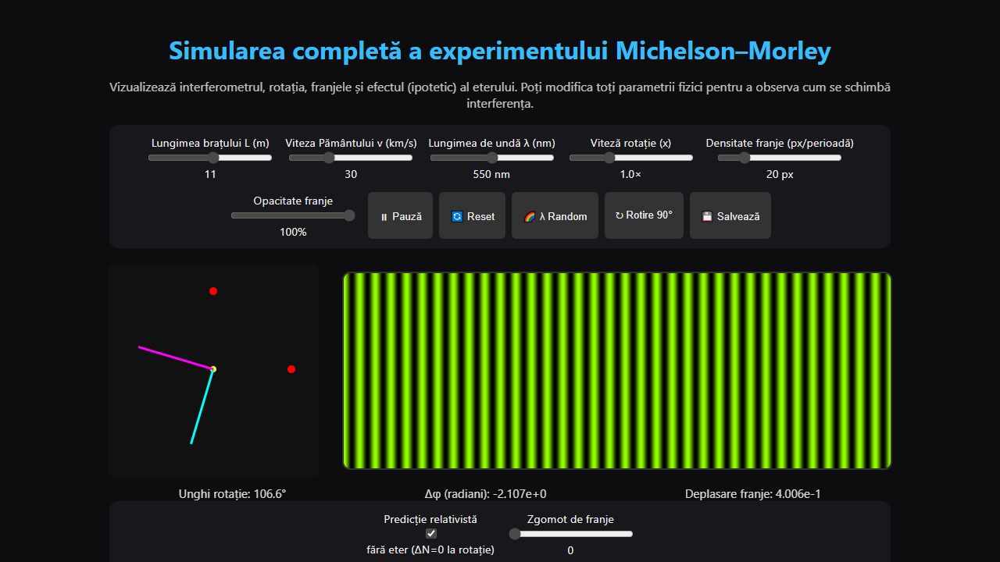 Simularea completă a experimentului Michelson–Morley
Vizualizează interferometrul, rotația, franjele și efectul (ipotetic) al eterului. Poți modifica toți parametrii fizici pentru a observa cum se schimbă
interferența.
Lungimea brațului L (m)
11
Viteza Pământului v (km/s)
30
Lungimea de undă λ (nm)
550 nm
Viteză rotație (x)
1.0×
Densitate franje (px/perioadă)
20 px
Opacitate franje
100%
⏸ Pauză
🔄 Reset
🌈 λ Random
↻ Rotire 90°
💾 Salvează
Unghi rotație: 106.6°
Δφ (radiani): -2.107e+0
Deplasare franje: 4.006e-1
Predicție relativistă
fără eter (ΔN=0 la rotație)
Zgomot de franje
0